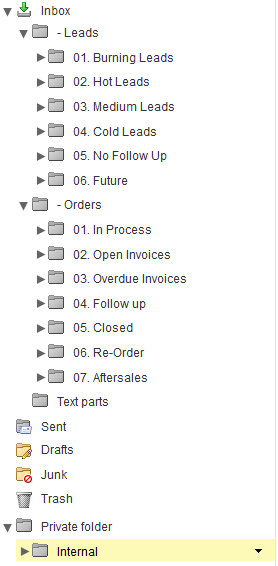 Inbox
- Leads
01. Burning Leads
02. Hot Leads
03. Medium Leads
04. Cold Leads
05. No Follow Up
06. Future
- Orders
01. In Process
02. Open Invoices
03. Overdue Invoices
04. Follow up
05. Closed
06. Re-Order
07. Aftersales
Text parts
Sent
Drafts
Junk
Trash
Private folder
Internal